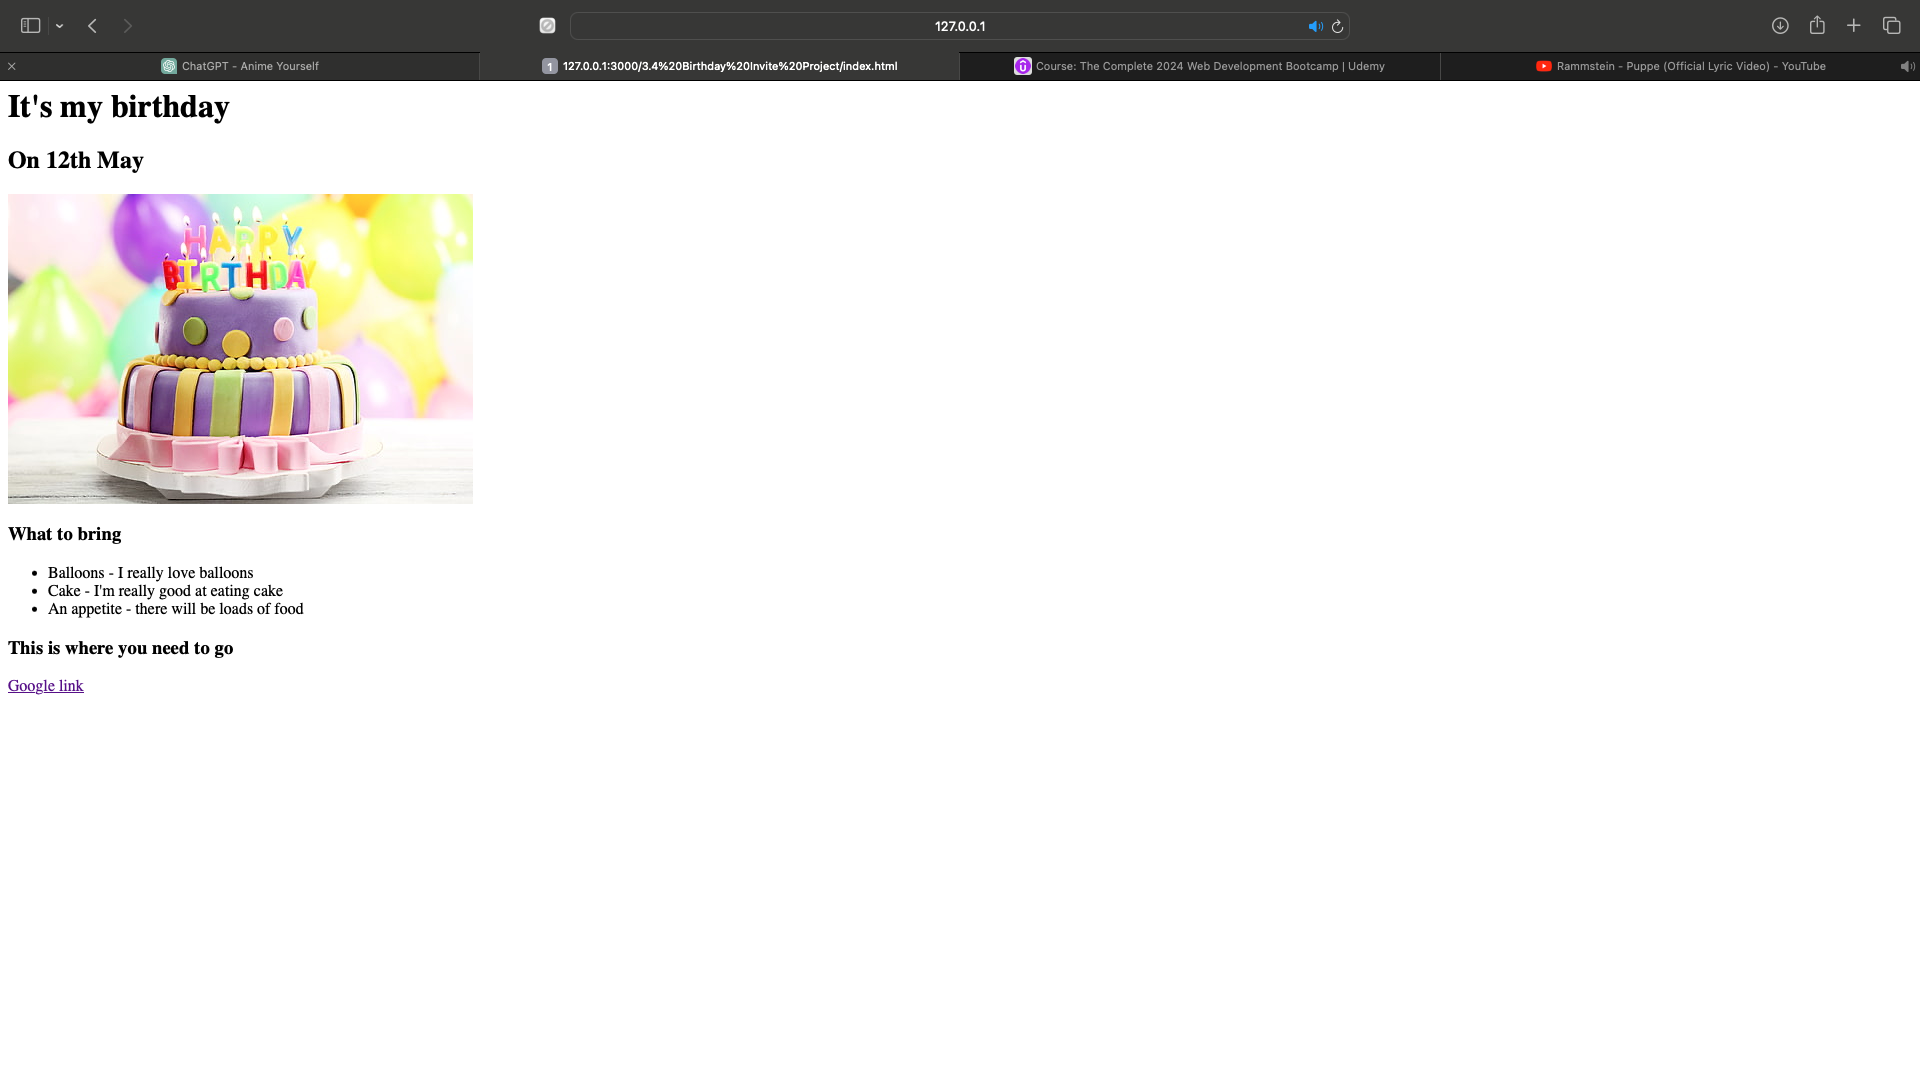 127.0.0.1
ChatGPT - Anime Yourself
1 127.0.0.1:3000/3.4%20Birthday%20Invite%20Project/index.html
Course: The Complete 2024 Web Development Bootcamp | Udemy
Rammstein - Puppe (Official Lyric Video) - YouTube
It's my birthday
On 12th May
HAPPY
BIRTHDAY
What to bring
• Balloons - I really love balloons
• Cake - I'm really good at eating cake
• An appetite - there will be loads of food
This is where you need to go
Google link